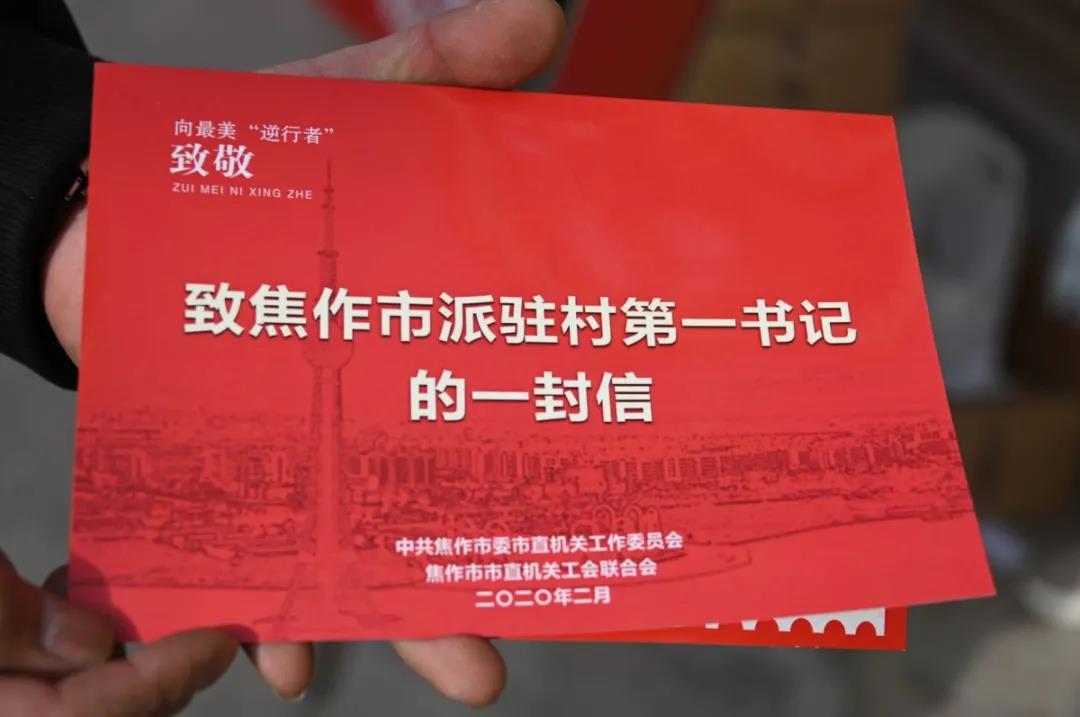 向最美“逆行者”
致敬
ZUI MEI NI XING ZHE
致焦作市派驻村第一书记
的一封信
中共焦作市委市直机关工作委员会
焦作市市直机关工会联合会
二〇二〇年二月